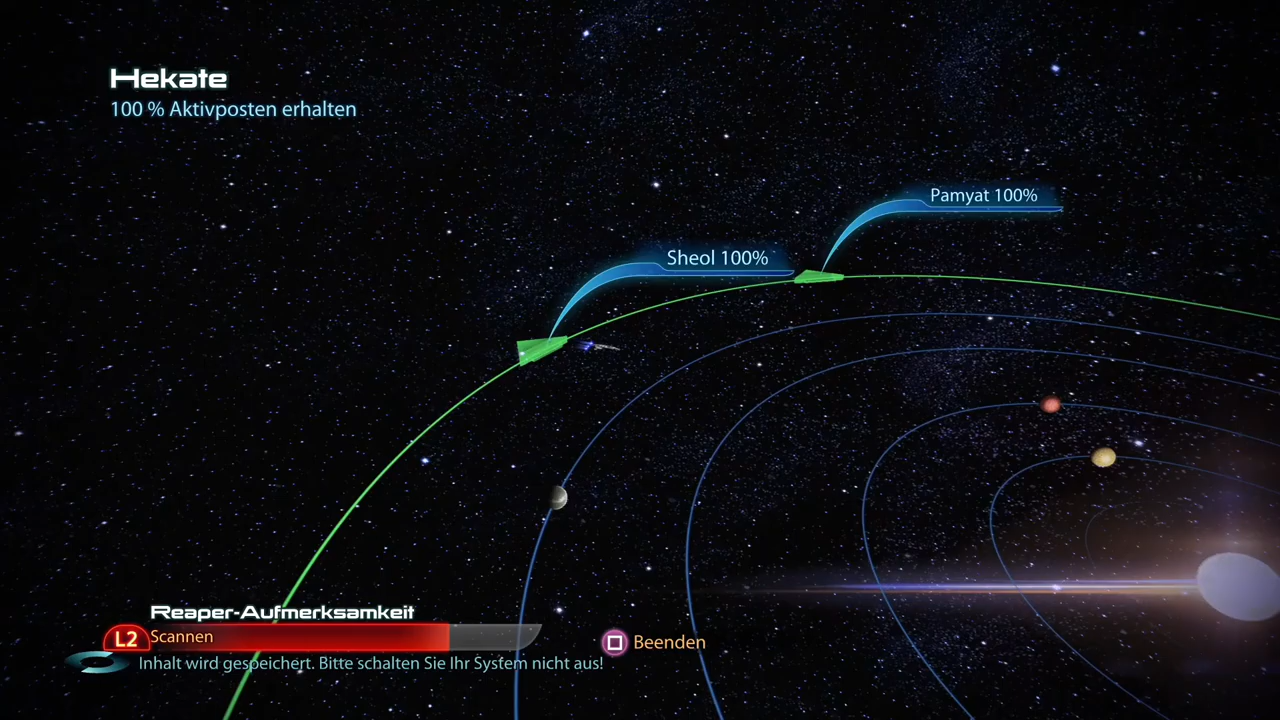 Hekate
100 % Aktivposten erhalten
Pamyat 100%
Sheol 100%
Reaper-Aufmerksamkeit
L2 Scannen
Beenden
Inhalt wird gespeichert. Bitte schalten Sie Ihr System nicht aus!